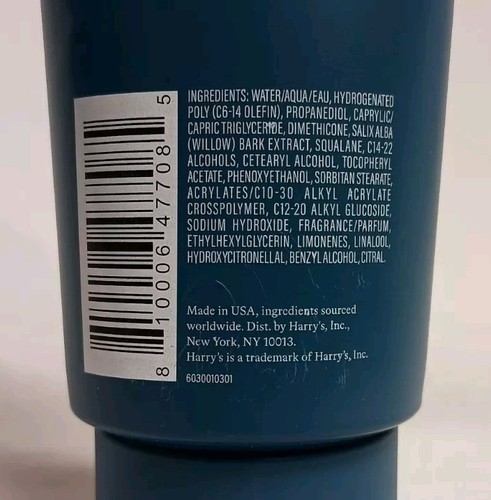 INGREDIENTS: WATER/AQUA/EAU, HYDROGENATED
POLY (C6-14 OLEFIN), PROPANEDIOL, CAPRYLIC/
CAPRIC TRIGLYCERIDE, DIMETHICONE, SALIX ALBA
(WILLOW) BARK EXTRACT, SQUALANE, C14-22
ALCOHOLS, CETEARYL ALCOHOL, TOCOPHERYL
ACETATE, PHENOXYETHANOL, SORBITAN STEARATE,
ACRYLATES/C10-30 ALKYL ACRYLATE
CROSSPOLYMER, C12-20 ALKYL GLUCOSIDE,
SODIUM HYDROXIDE, FRAGRANCE/PARFUM,
ETHYLHEXYLGLYCERIN, LIMONENES, LINALOOL,
HYDROXYCITRONELLAL, BENZYL ALCOHOL, CITRAL.
Made in USA, ingredients sourced
worldwide. Dist. by Harry's, Inc.,
New York, NY 10013.
Harry's is a trademark of Harry's, Inc.
6030010301
8 10006 47708 5